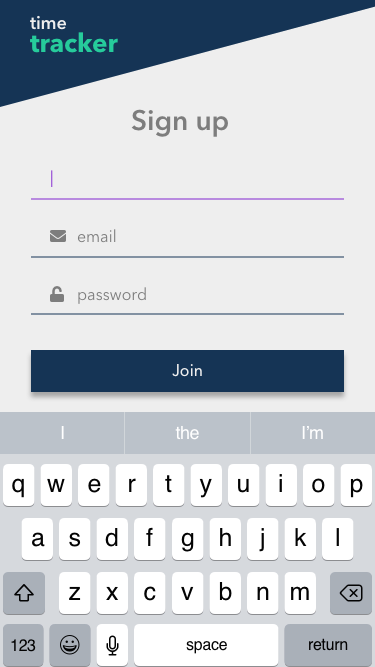 time
tracker
Sign up
email
password
Join
I the I'm
q w e r t y u i o p
a s d f g h j k l
z x c v b n m
123 space return